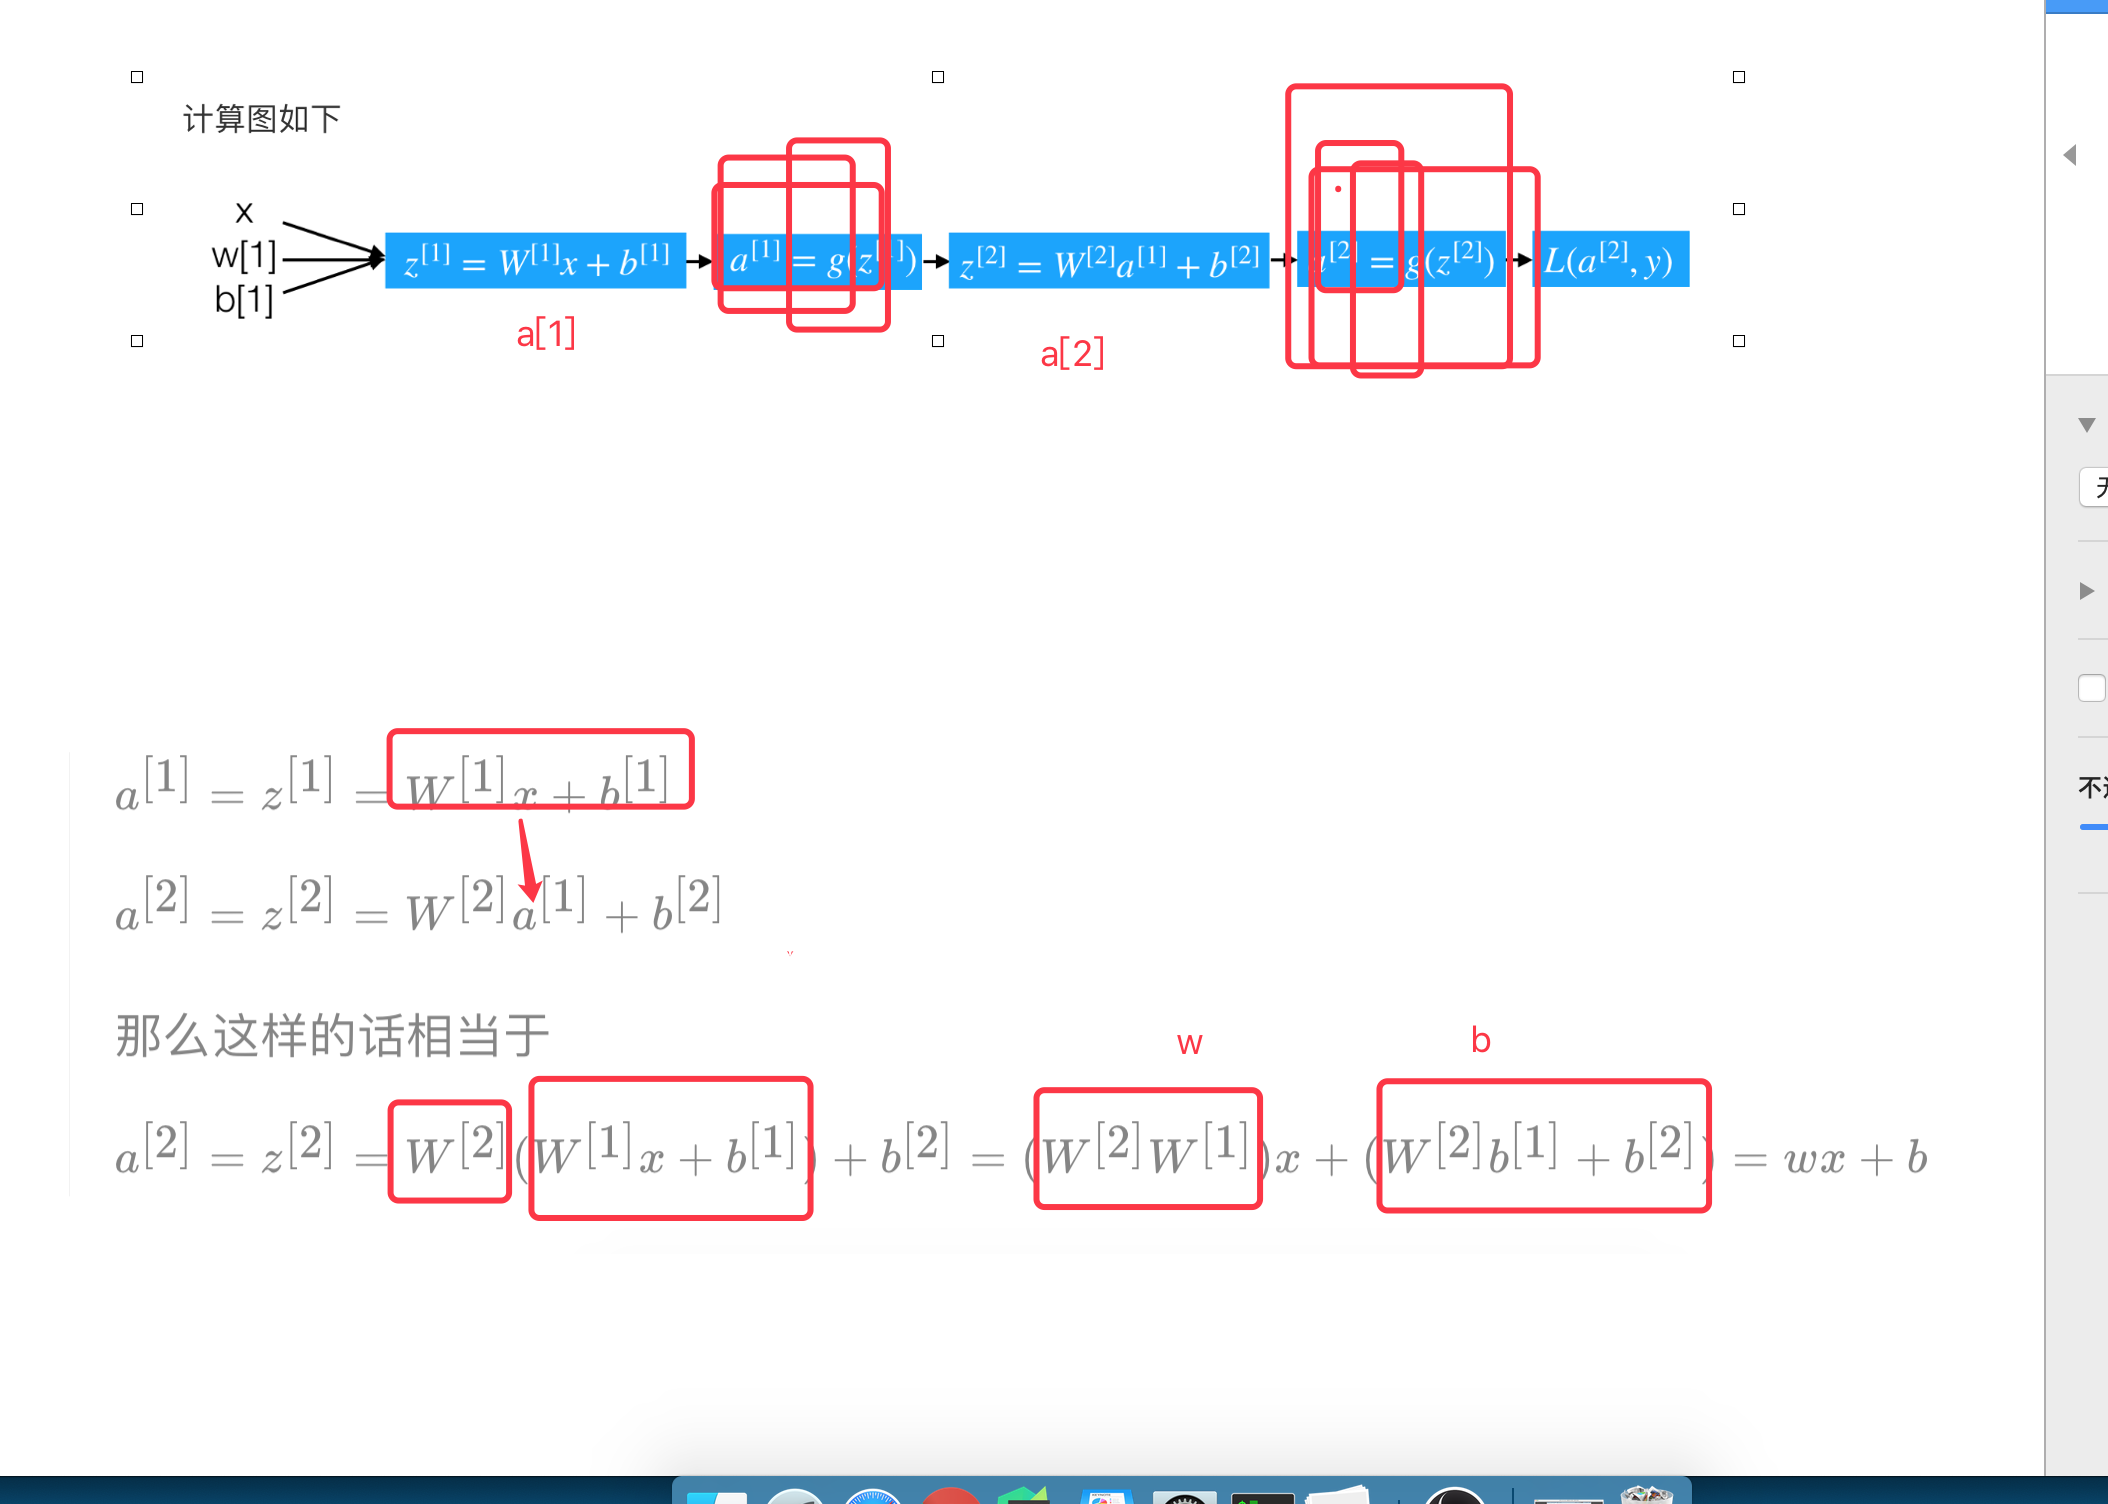 计算图如下
x
w[1]
b[1]
z^[1] = W^[1]x + b^[1]
a^[1] = g(z^[1])
z^[2] = W^[2]a^[1] + b^[2]
a^[2] = g(z^[2])
L(a^[2], y)
a[1]
a[2]
a^[1] = z^[1] = W^[1]x + b^[1]
a^[2] = z^[2] = W^[2]a^[1] + b^[2]
那么这样的话相当于
w
b
a^[2] = z^[2] = W^[2](W^[1]x + b^[1]) + b^[2] = (W^[2]W^[1])x + (W^[2]b^[1] + b^[2]) = wx + b
不